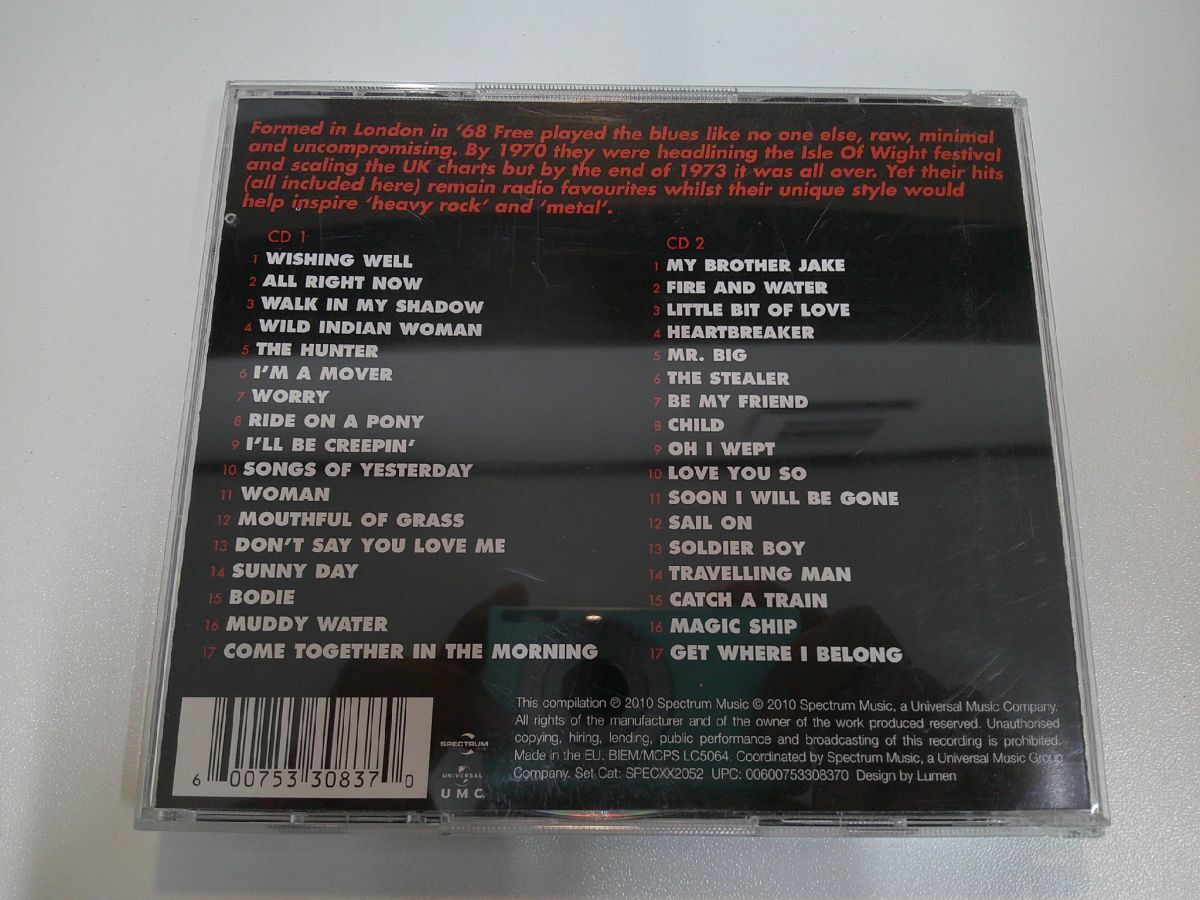 Formed in London in '68 Free played the blues like no one else, raw, minimal
and uncompromising. By 1970 they were headlining the Isle Of Wight festival
and scaling the UK charts but by the end of 1973 it was all over. Yet their hits
(all included here) remain radio favourites whilst their unique style would
help inspire 'heavy rock' and 'metal'.
CD 1
1 WISHING WELL
2 ALL RIGHT NOW
3 WALK IN MY SHADOW
4 WILD INDIAN WOMAN
5 THE HUNTER
6 I'M A MOVER
7 WORRY
8 RIDE ON A PONY
9 I'LL BE CREEPIN'
10 SONGS OF YESTERDAY
11 WOMAN
12 MOUTHFUL OF GRASS
13 DON'T SAY YOU LOVE ME
14 SUNNY DAY
15 BODIE
16 MUDDY WATER
17 COME TOGETHER IN THE MORNING
CD 2
1 MY BROTHER JAKE
2 FIRE AND WATER
3 LITTLE BIT OF LOVE
4 HEARTBREAKER
5 MR. BIG
6 THE STEALER
7 BE MY FRIEND
8 CHILD
9 OH I WEPT
10 LOVE YOU SO
11 SOON I WILL BE GONE
12 SAIL ON
13 SOLDIER BOY
14 TRAVELLING MAN
15 CATCH A TRAIN
16 MAGIC SHIP
17 GET WHERE I BELONG
6 00753 30837 0
SPECTRUM
UNIVERSAL
UMC
This compilation ℗ 2010 Spectrum Music © 2010 Spectrum Music, a Universal Music Company.
All rights of the manufacturer and of the owner of the work produced reserved. Unauthorised
copying, hiring, lending, public performance and broadcasting of this recording is prohibited.
Made in the EU. BIEM/MCPS LC5064. Coordinated by Spectrum Music, a Universal Music Group
Company. Set Cat: SPECXX2052 UPC: 00600753308370 Design by Lumen